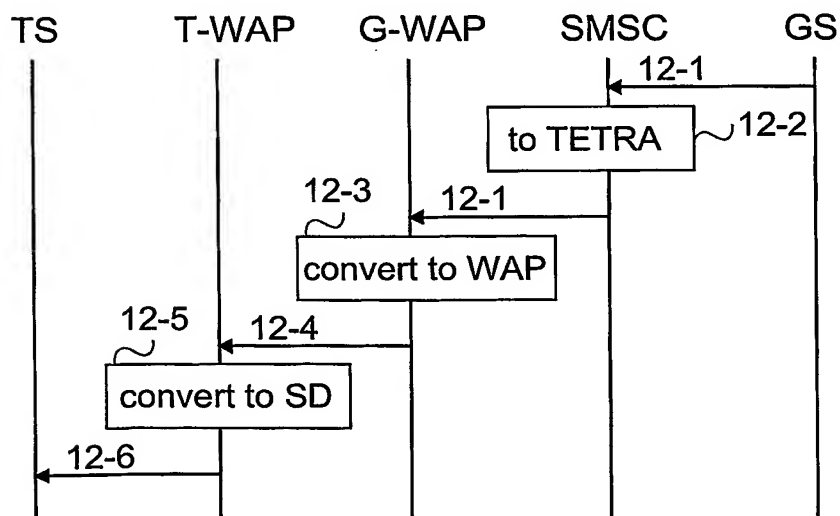 TS T-WAP G-WAP SMSC GS
12-1
to TETRA 12-2
12-3 12-1
convert to WAP
12-5 12-4
convert to SD
12-6